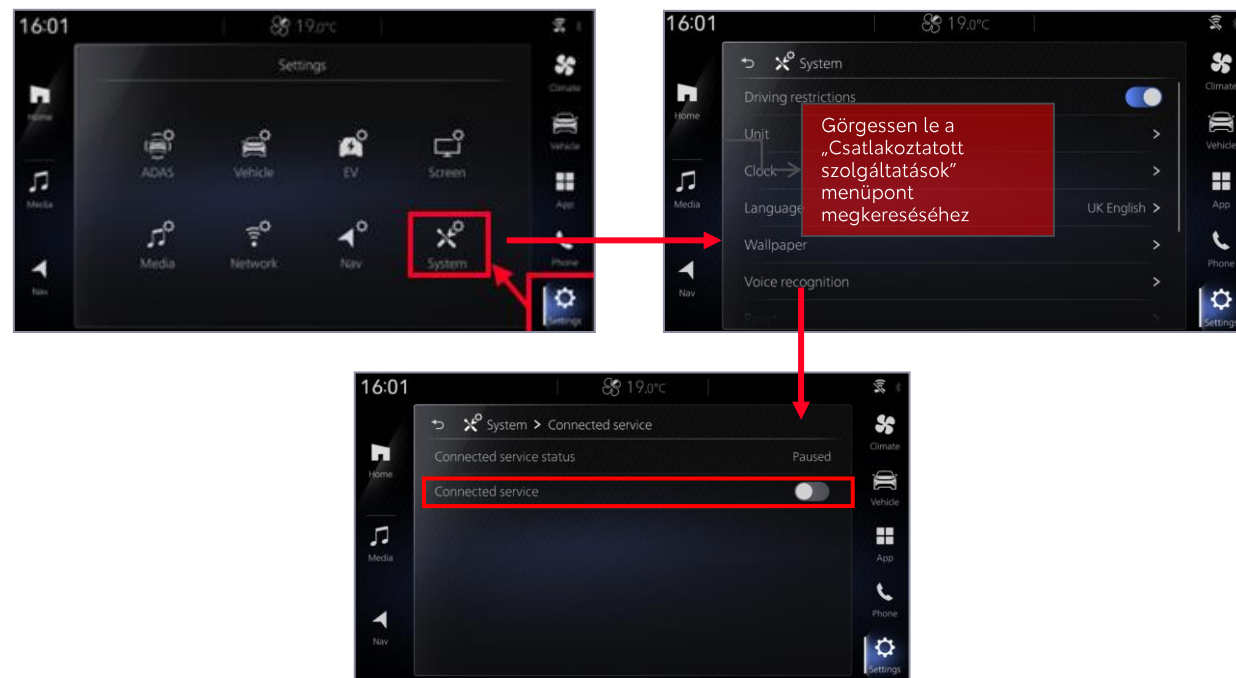 16:01
19.0°C
Settings
Home
Climate
ADAS
Vehicle
EV
Screen
Vehicle
Media
App
Media
Network
Nav
System
Phone
Nav
Settings
16:01
19.0°C
System
Driving restrictions
Climate
Home
Unit
Görgessen le a
„Csatlakoztatott
szolgáltatások”
menüpont
megkereséséhez
Vehicle
Clock
Media
Language
UK English >
App
Wallpaper
Phone
Nav
Voice recognition
Reset
Settings
16:01
19.0°C
System > Connected service
Climate
Home
Connected service status Paused
Connected service
Vehicle
Media
App
Phone
Nav
Settings